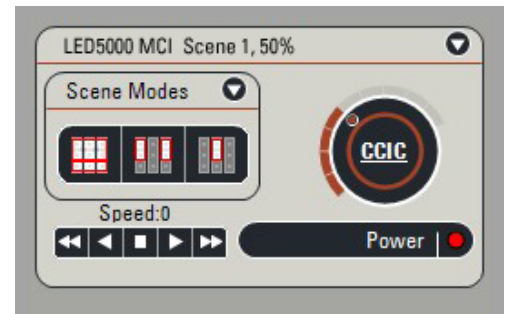 LED5000 MCI Scene 1, 50%
Scene Modes
CCIC
Speed:0
Power